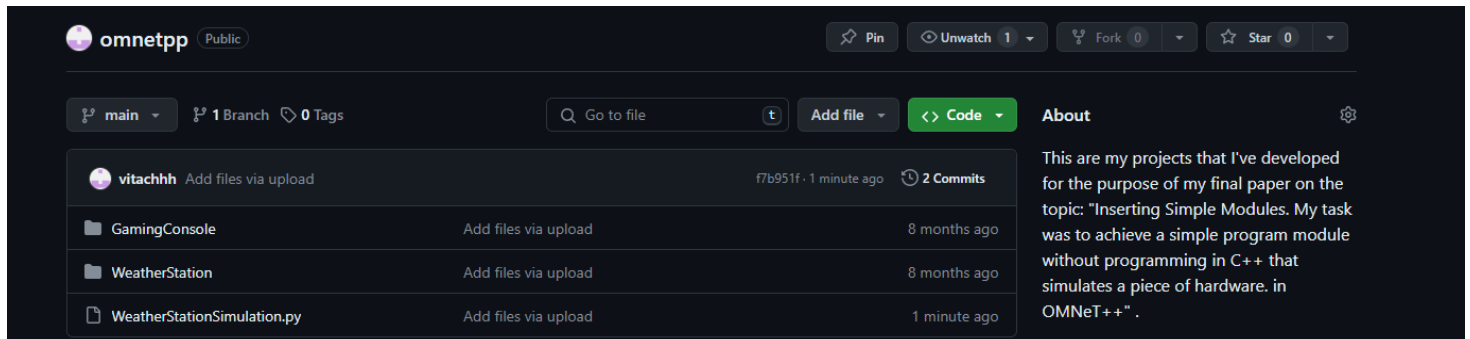 omnetpp Public Pin Unwatch 1 Fork 0 Star 0
main 1 Branch 0 Tags Go to file t Add file <> Code
vitachhh Add files via upload f7b951f · 1 minute ago 2 Commits
GamingConsole Add files via upload 8 months ago
WeatherStation Add files via upload 8 months ago
WeatherStationSimulation.py Add files via upload 1 minute ago
About
This are my projects that I've developed
for the purpose of my final paper on the
topic: "Inserting Simple Modules. My task
was to achieve a simple program module
without programming in C++ that
simulates a piece of hardware. in
OMNeT++" .